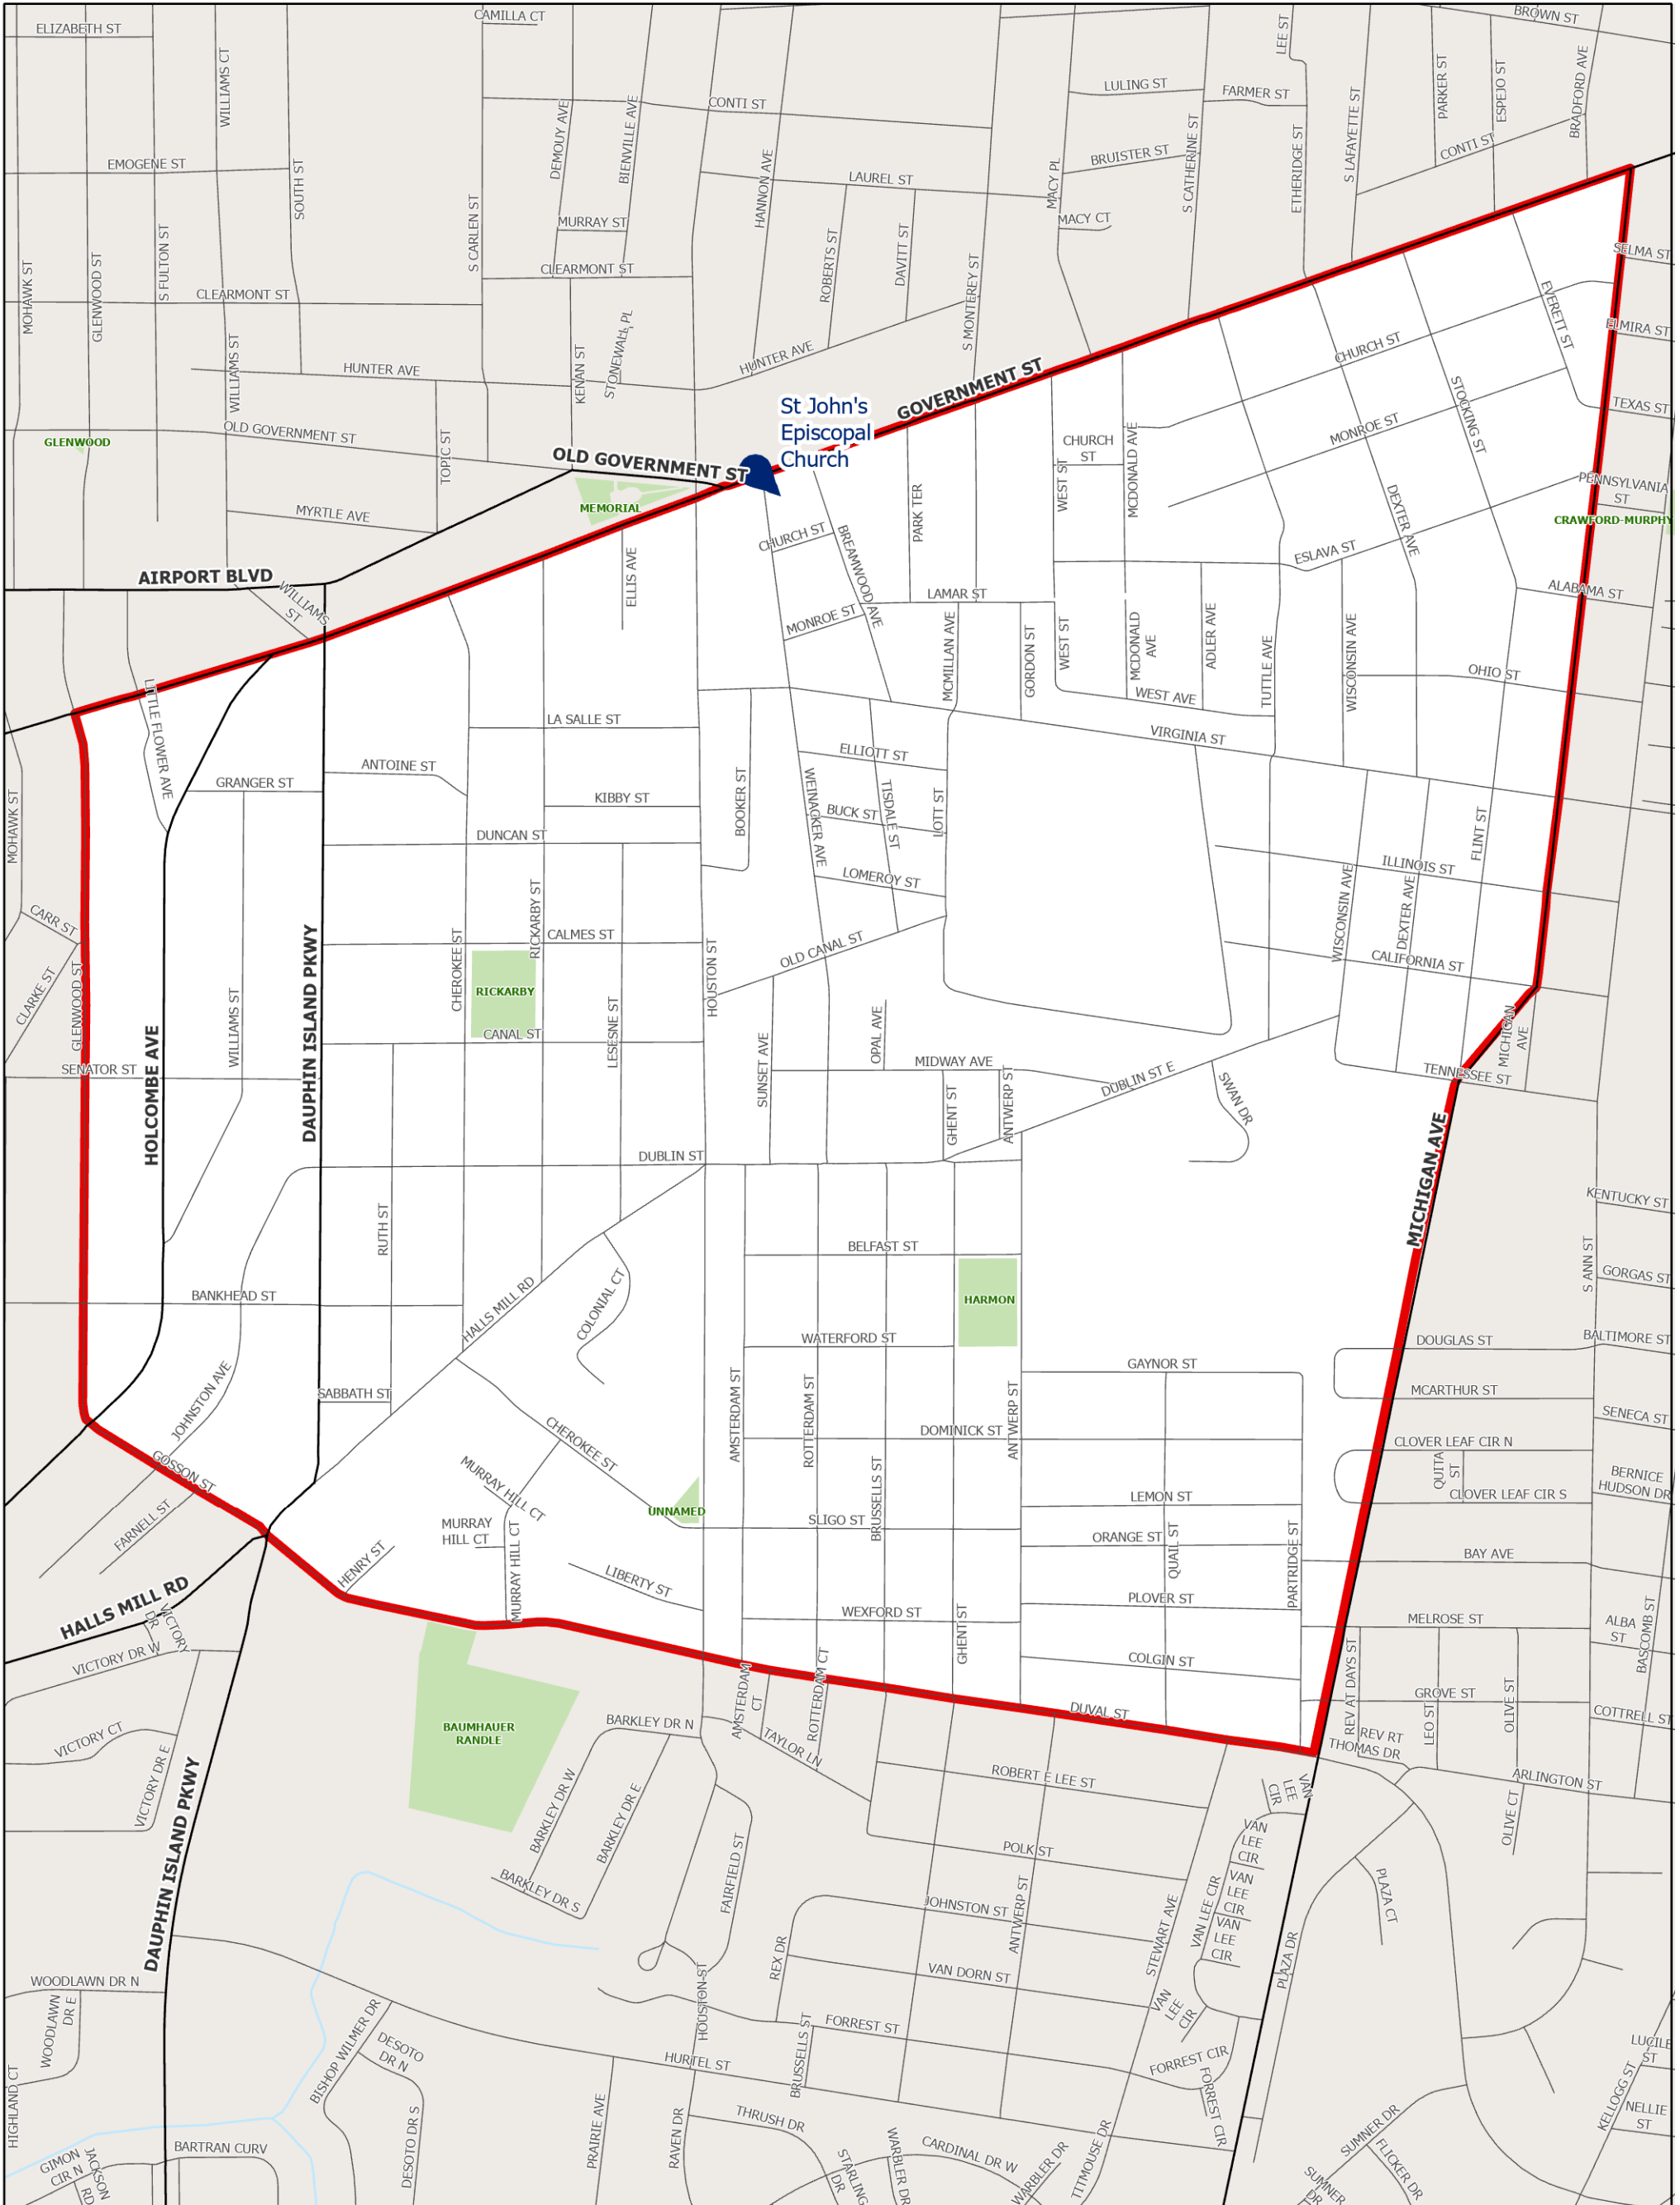 CAMILLA CT
BROWN ST
ELIZABETH ST
LEE ST
WILLIAMS CT
PARKER ST
ESPEJO ST
BRADFORD AVE
LULING ST
FARMER ST
CONTI ST
DEMOUY AVE
BIENVILLE AVE
S LAFAYETTE ST
CONTI ST
EMOGENE ST
SOUTH ST
HANNON AVE
LAUREL ST
MACY PL
BRUISTER ST
S CATHERINE ST
ETHERIDGE ST
MURRAY ST
MACY CT
S SCARLEN ST
S FULTON ST
ROBERTS ST
DAVITT ST
SELMA ST
MOHAWK ST
GLENWOOD ST
CLEARMONT ST
CLEARMONT ST
S MONTEREY ST
EVERETT ST
ELMIRA ST
WILLIAMS ST
HUNTER AVE
KENAN ST
STONEWALL PL
HUNTER AVE
CHURCH ST
GOVERNMENT ST
St John's
Episcopal
Church
TEXAS ST
STOCKING ST
GLENWOOD
OLD GOVERNMENT ST
TOPIC ST
OLD GOVERNMENT ST
CHURCH
ST
WEST ST
MCDONALD AVE
MONROE ST
MEMORIAL
MYRTLE AVE
PENNSYLVANIA
ST
CRAWFORD-MURPHY
CHURCH ST
BREAMWOOD AVE
PARK TER
DEXTER AVE
ESLAVA ST
AIRPORT BLVD
WILLIAMS
ST
ELLIS AVE
LAMAR ST
ALABAMA ST
MONROE ST
MCMILLAN AVE
GORDON ST
WEST ST
MCDONALD
AVE
ADLER AVE
TUTTLE AVE
WISCONSIN AVE
OHIO ST
LITTLE FLOWER AVE
WEST AVE
LA SALLE ST
VIRGINIA ST
ANTOINE ST
ELLIOTT ST
GRANGER ST
KIBBY ST
BOOKER ST
WEINACKER AVE
BUCK ST
TISDALE ST
LOTT ST
MOHAWK ST
DUNCAN ST
FLINT ST
ILLINOIS ST
LOMEROY ST
CARR ST
RICKARBY ST
WISCONSIN AVE
DEXTER AVE
CALMES ST
OLD CANAL ST
CALIFORNIA ST
CHEROKEE ST
HOUSTON ST
DAUPHIN ISLAND PKWY
CLARKE ST
GLENWOOD ST
RICKARBY
WILLIAMS ST
CANAL ST
LESESNE ST
SUNSET AVE
OPAL AVE
MIDWAY AVE
MICHIGAN
AVE
TENNESSEE ST
SENATOR ST
HOLCOMBE AVE
GHENT ST
ANTWERP ST
DUBLIN ST E
SWAN DR
DUBLIN ST
MICHIGAN AVE
KENTUCKY ST
RUTH ST
BELFAST ST
S ANN ST
GORGAS ST
BANKHEAD ST
HALLS MILL RD
COLONIAL CT
HARMON
WATERFORD ST
DOUGLAS ST
BALTIMORE ST
GAYNOR ST
SABBATH ST
JOHNSTON AVE
AMSTERDAM ST
ROTTERDAM ST
ANTWERP ST
MCARTHUR ST
SENECA ST
CHEROKEE ST
DOMINICK ST
CLOVER LEAF CIR N
GOSSON ST
MURRAY HILL CT
BRUSSELLS ST
QUITA
ST
BERNICE
HUDSON DR
LEMON ST
CLOVER LEAF CIR S
FARNELL ST
UNNAMED
SLIGO ST
MURRAY
HILL CT
ORANGE ST
QUAIL ST
PARTRIDGE ST
BAY AVE
HENRY ST
MURRAY HILL CT
LIBERTY ST
HALLS MILL RD
WEXFORD ST
PLOVER ST
GHENT ST
MELROSE ST
ALBA
ST
BASCOMB ST
VICTORY
DR
VICTORY DR W
COLGIN ST
AMSTERDAM
CT
ROTTERDAM CT
REV AT DAYS ST
GROVE ST
LEO ST
OLIVE ST
COTTRELL ST
DUVAL ST
BAUMHAUER
RANDLE
BARKLEY DR N
VICTORY CT
TAYLOR LN
REV RT
THOMAS DR
VICTORY DR E
ROBERT E LEE ST
ARLINGTON ST
BARKLEY DR W
BARKLEY DR E
VAN
LEE
CIR
OLIVE CT
DAUPHIN ISLAND PKWY
FAIRFIELD ST
POLK ST
VAN
LEE
CIR
BARKLEY DR S
VAN
LEE
CIR
PLAZA CT
JOHNSTON ST
ANTWERP ST
STEWART AVE
VAN LEE CIR
VAN
LEE
CIR
REX DR
VAN DORN ST
PLAZA DR
WOODLAWN DR N
WOODLAWN
DR E
HOUSTON ST
VAN
LEE
CIR
FORREST ST
BISHOP WILMER DR
DESOTO
DR N
BRUSSELLS ST
HURTEL ST
FORREST CIR
LUCILE
ST
HIGHLAND CT
KELLOGG ST
NELLIE
ST
PRAIRIE AVE
RAVEN DR
THRUSH DR
FORREST CIR
DESOTO DR S
SUMNER DR
BARTRAN CURV
GIMON
CIR N
JACKSON
RD
STARLING
DR
WARBLER DR
CARDINAL DR W
WARBLER DR
TITMOUSE DR
FLICKER DR
SUMNER
DR